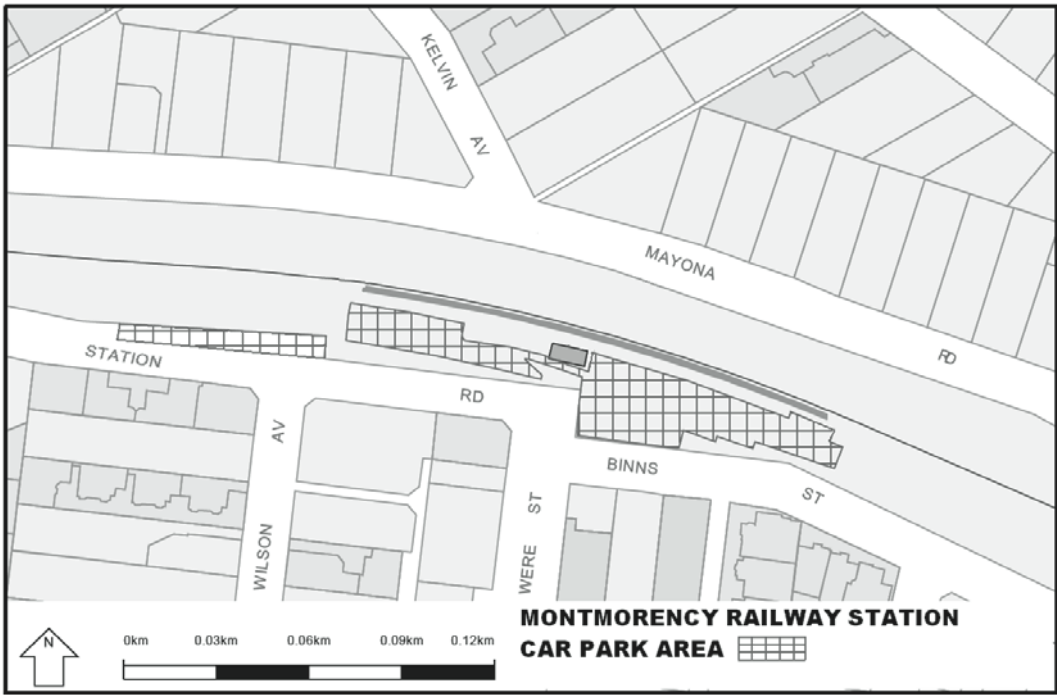 KELVIN
AV
MAYONA
RD
STATION
RD
AV
WILSON
BINNS
ST
ST
WERE
N
0km 0.03km 0.06km 0.09km 0.12km
MONTMORENCY RAILWAY STATION
CAR PARK AREA